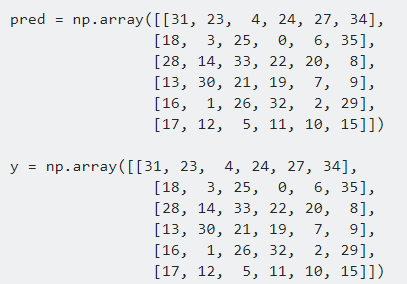 pred = np.array([[31, 23,  4, 24, 27, 34],
                 [18,  3, 25,  0,  6, 35],
                 [28, 14, 33, 22, 20,  8],
                 [13, 30, 21, 19,  7,  9],
                 [16,  1, 26, 32,  2, 29],
                 [17, 12,  5, 11, 10, 15]])
y = np.array([[31, 23,  4, 24, 27, 34],
                 [18,  3, 25,  0,  6, 35],
                 [28, 14, 33, 22, 20,  8],
                 [13, 30, 21, 19,  7,  9],
                 [16,  1, 26, 32,  2, 29],
                 [17, 12,  5, 11, 10, 15]])